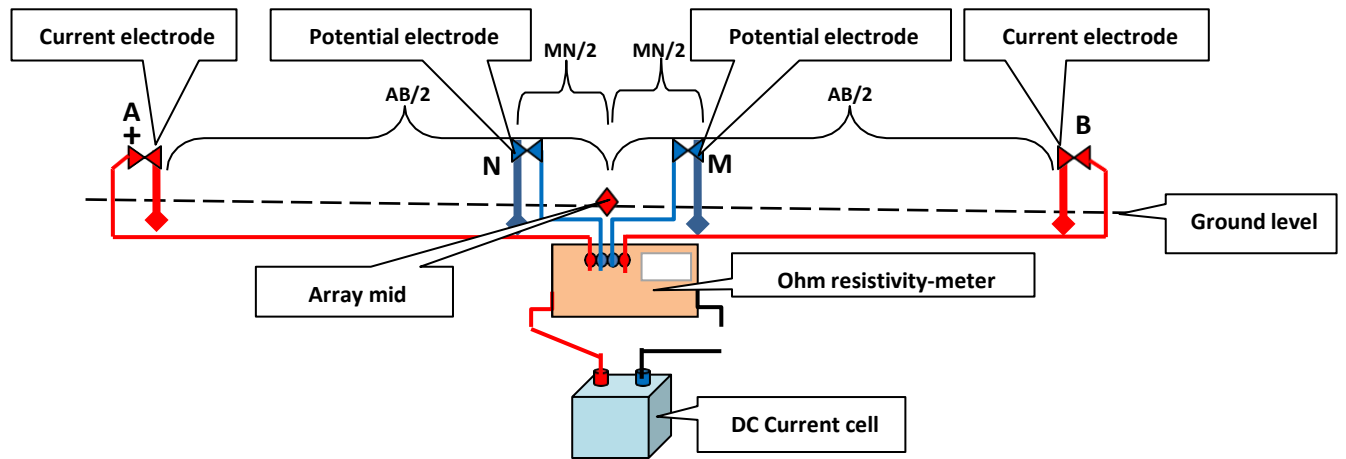 Current electrode
Potential electrode
MN/2
MN/2
Potential electrode
Current electrode
A
+
AB/2
AB/2
B
N
M
Ground level
Array mid
Ohm resistivity-meter
DC Current cell